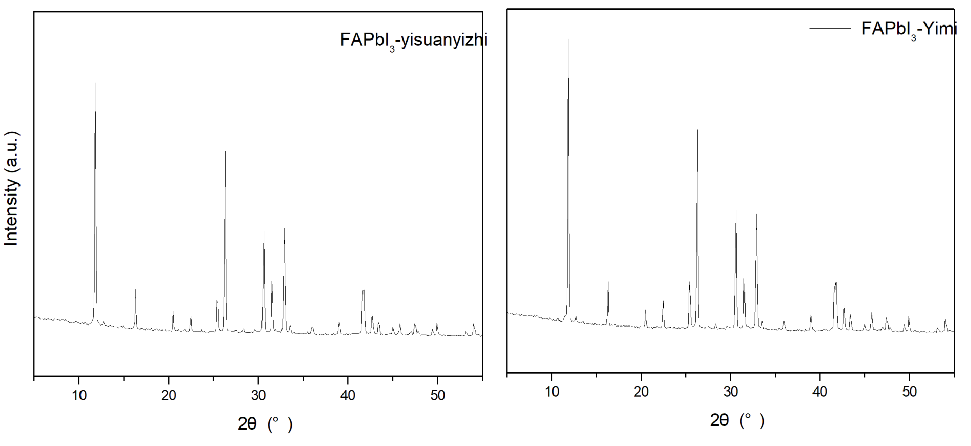 FAPbI₃-yisuanyizhi
Intensity (a.u.)
10 20 30 40 50
2θ (°)
FAPbI₃-Yimi
10 20 30 40 50
2θ (°)